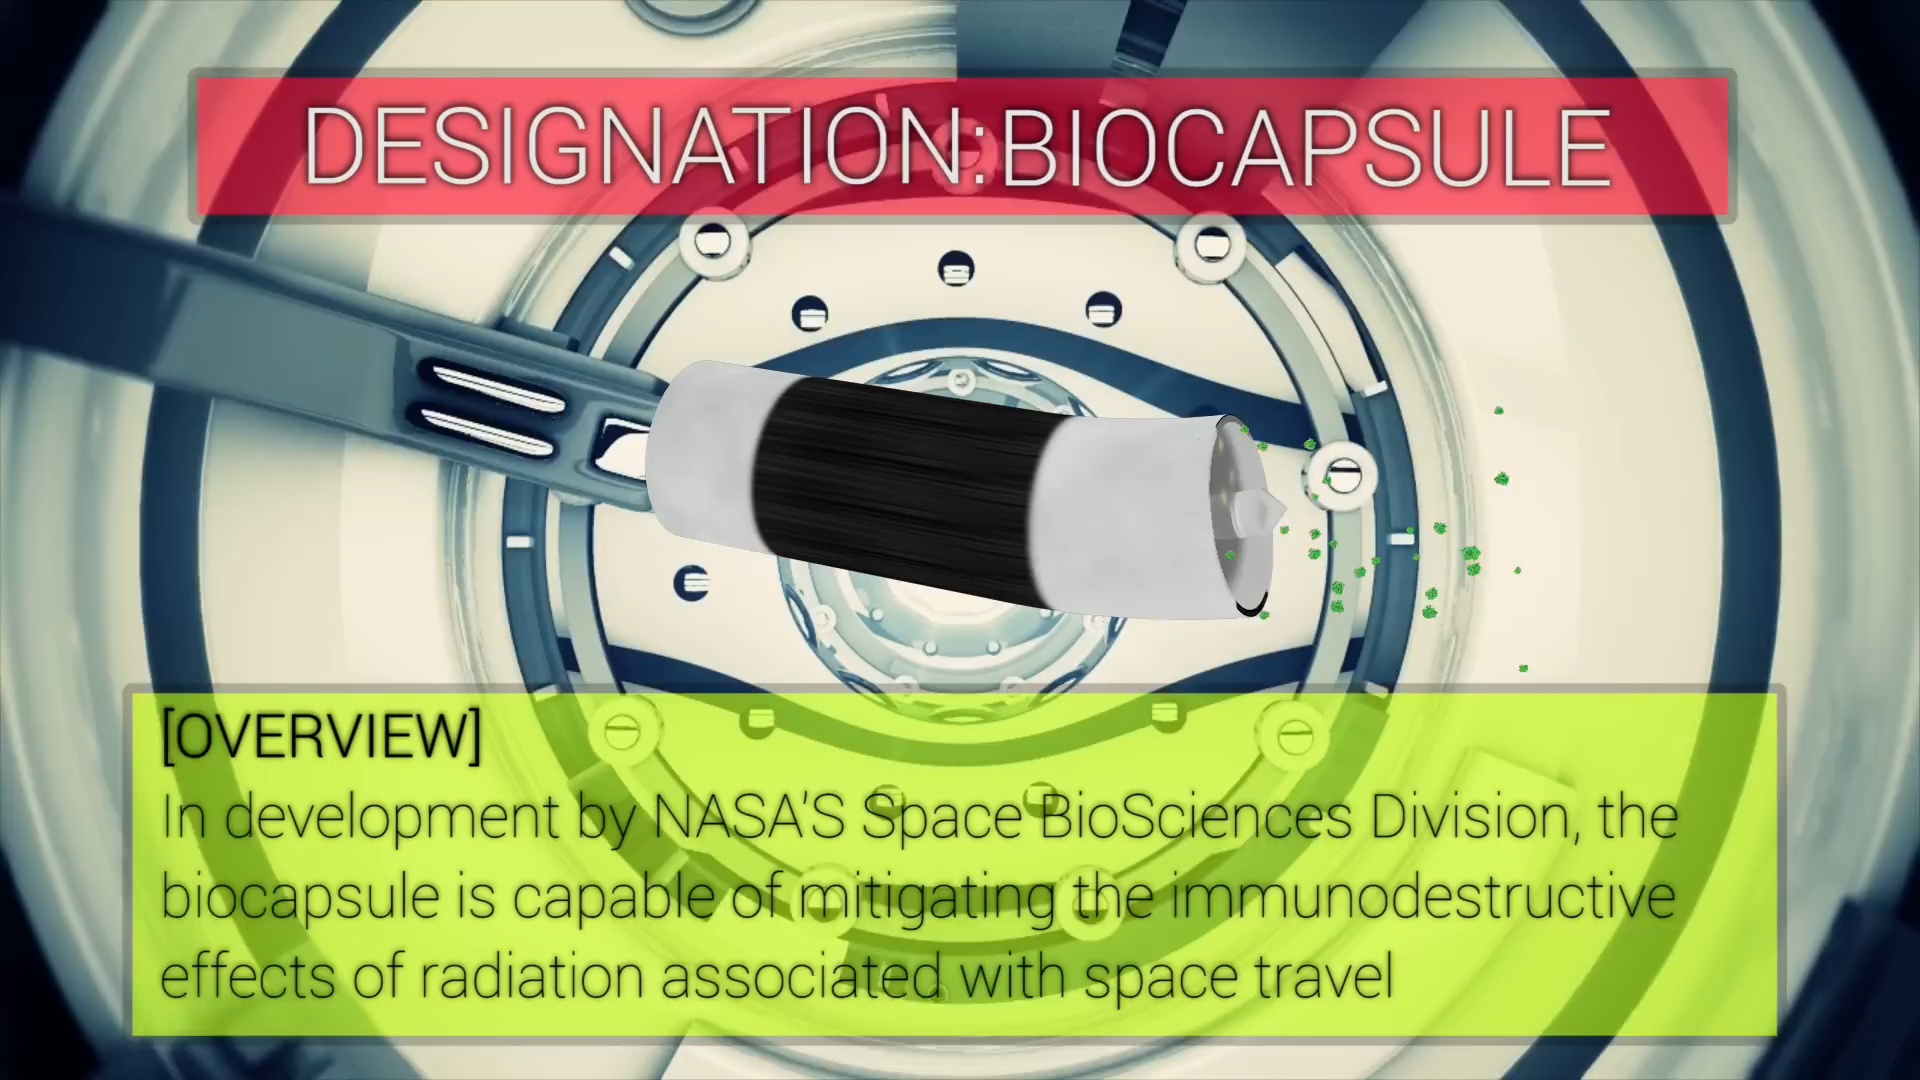 DESIGNATION:BIOCAPSULE
[OVERVIEW]
In development by NASA'S Space BioSciences Division, the
biocapsule is capable of mitigating the immunodestructive
effects of radiation associated with space travel